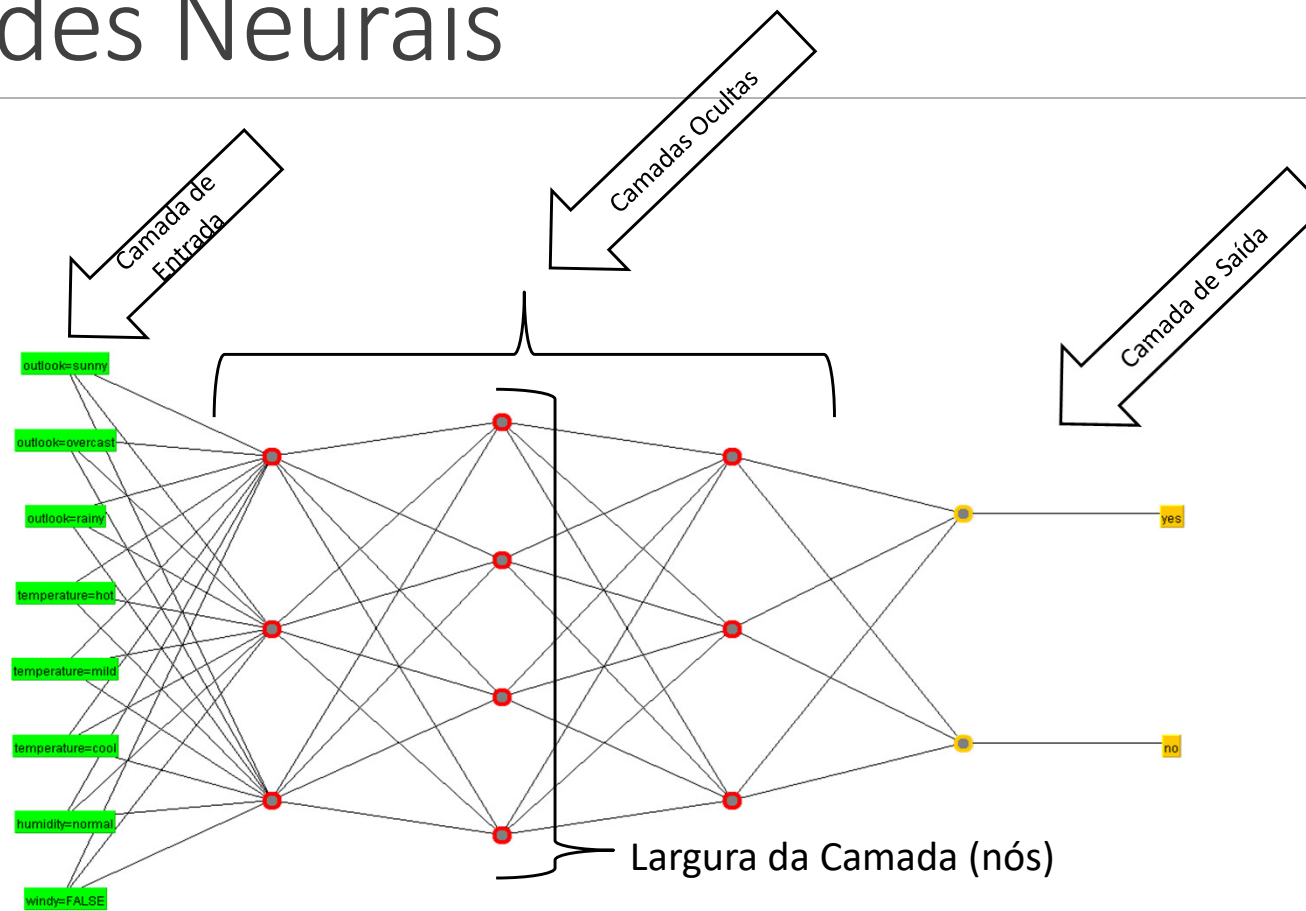 des Neurais
Camada de
Entrada
Camadas Ocultas
Camada de Saída
outlook=sunny
outlook=overcast
outlook=rainy
temperature=hot
temperature=mild
temperature=cool
humidity=normal
windy=FALSE
yes
no
Largura da Camada (nós)